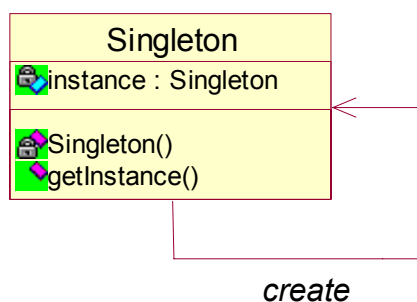 Singleton
instance : Singleton
Singleton()
getInstance()
create